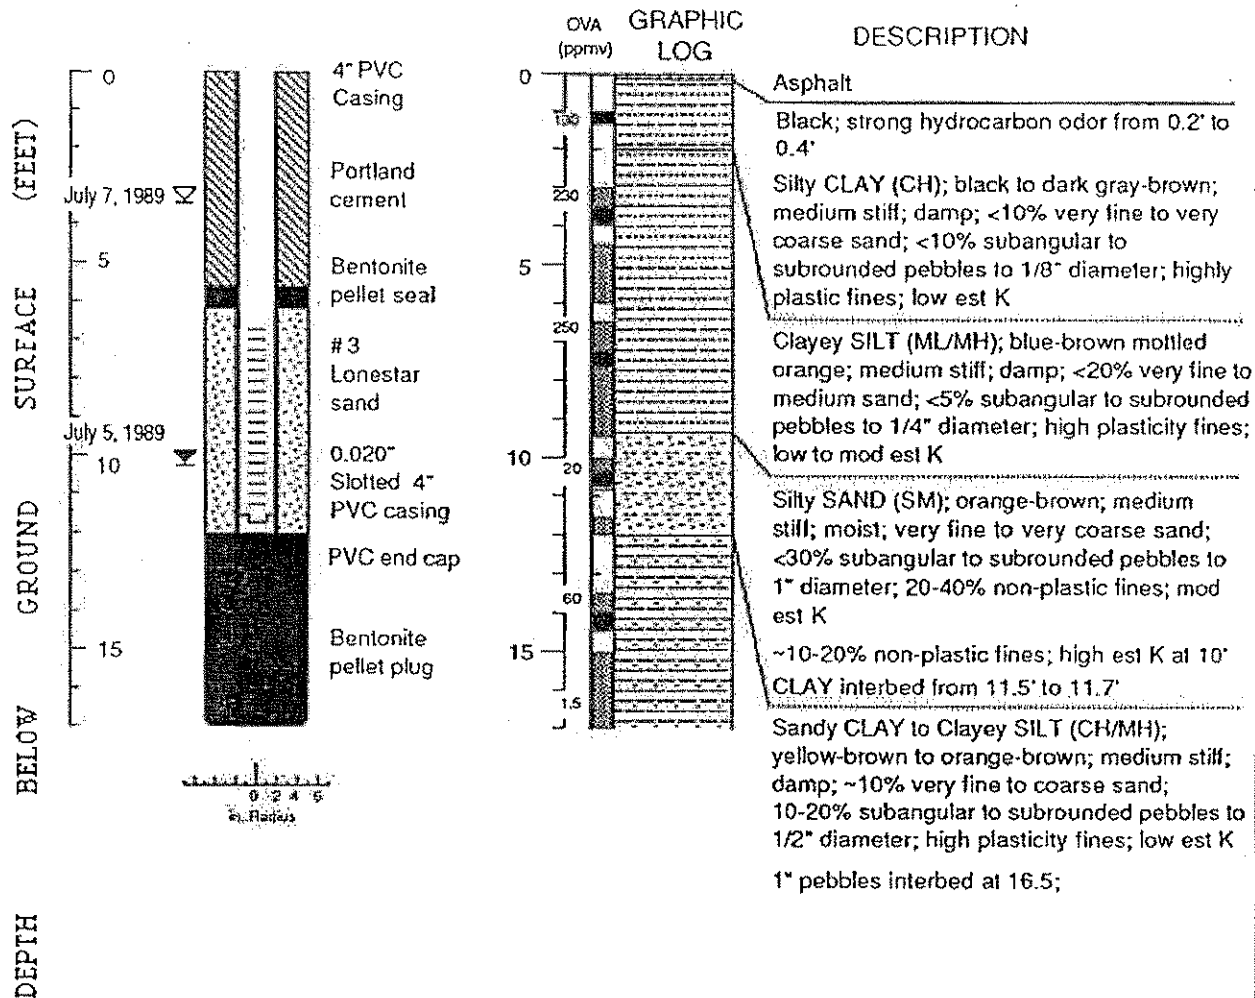 DEPTH BELOW GROUND SURFACE (FEET)
0
July 7, 1989
5
July 5, 1989
10
15
4" PVC
Casing
Portland
cement
Bentonite
pellet seal
#3
Lonestar
sand
0.020"
Slotted 4"
PVC casing
PVC end cap
Bentonite
pellet plug
0 2 4 6
Radius
OVA
(ppmv)
GRAPHIC
LOG
DESCRIPTION
0
5
10
15
230
250
20
60
1.5
Asphalt
Black; strong hydrocarbon odor from 0.2' to
0.4'
Silty CLAY (CH); black to dark gray-brown;
medium stiff; damp; <10% very fine to very
coarse sand; <10% subangular to
subrounded pebbles to 1/8" diameter; highly
plastic fines; low est K
Clayey SILT (ML/MH); blue-brown mottled
orange; medium stiff; damp; <20% very fine to
medium sand; <5% subangular to subrounded
pebbles to 1/4" diameter; high plasticity fines;
low to mod est K
Silty SAND (SM); orange-brown; medium
stiff; moist; very fine to very coarse sand;
<30% subangular to subrounded pebbles to
1" diameter; 20-40% non-plastic fines; mod
est K
~10-20% non-plastic fines; high est K at 10'
CLAY interbed from 11.5' to 11.7'
Sandy CLAY to Clayey SILT (CH/MH);
yellow-brown to orange-brown; medium stiff;
damp; ~10% very fine to coarse sand;
10-20% subangular to subrounded pebbles to
1/2" diameter; high plasticity fines; low est K
1" pebbles interbed at 16.5;